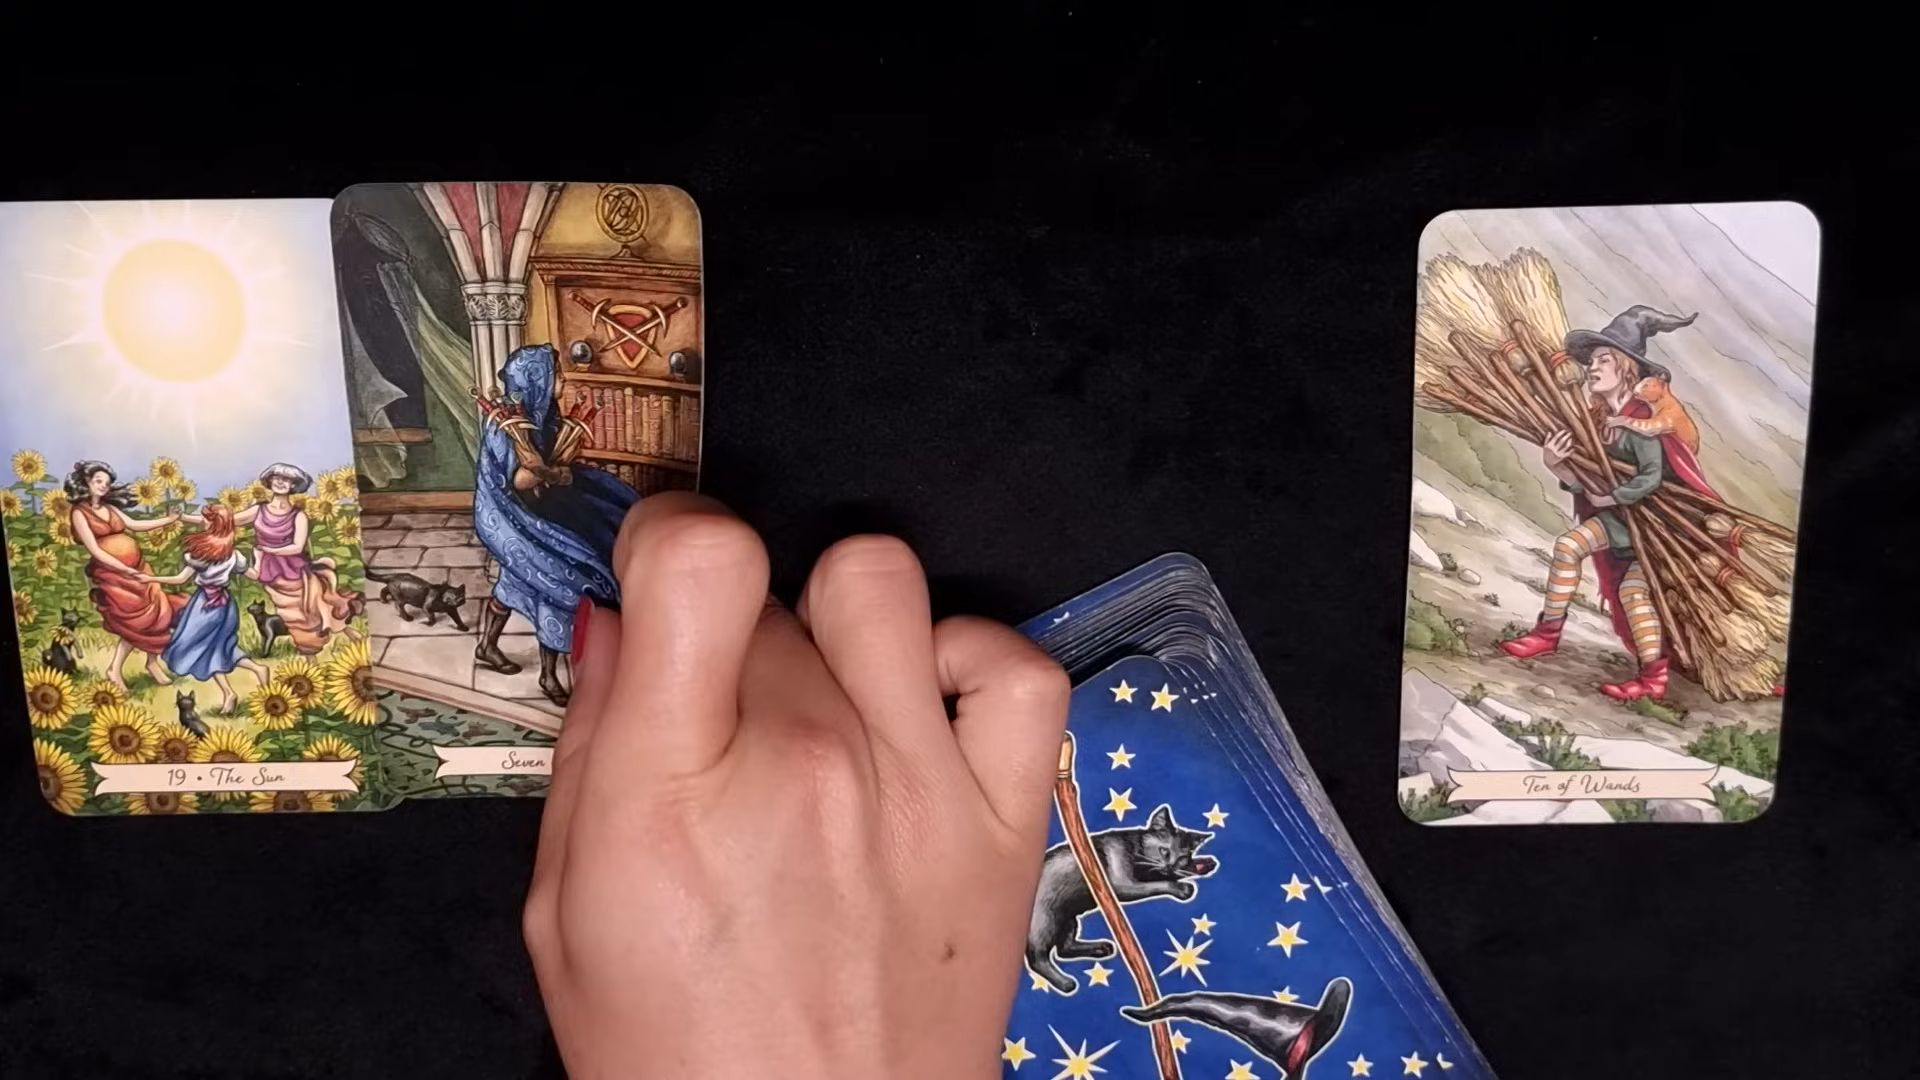 19 • The Sun
Seven
Ten of Wands